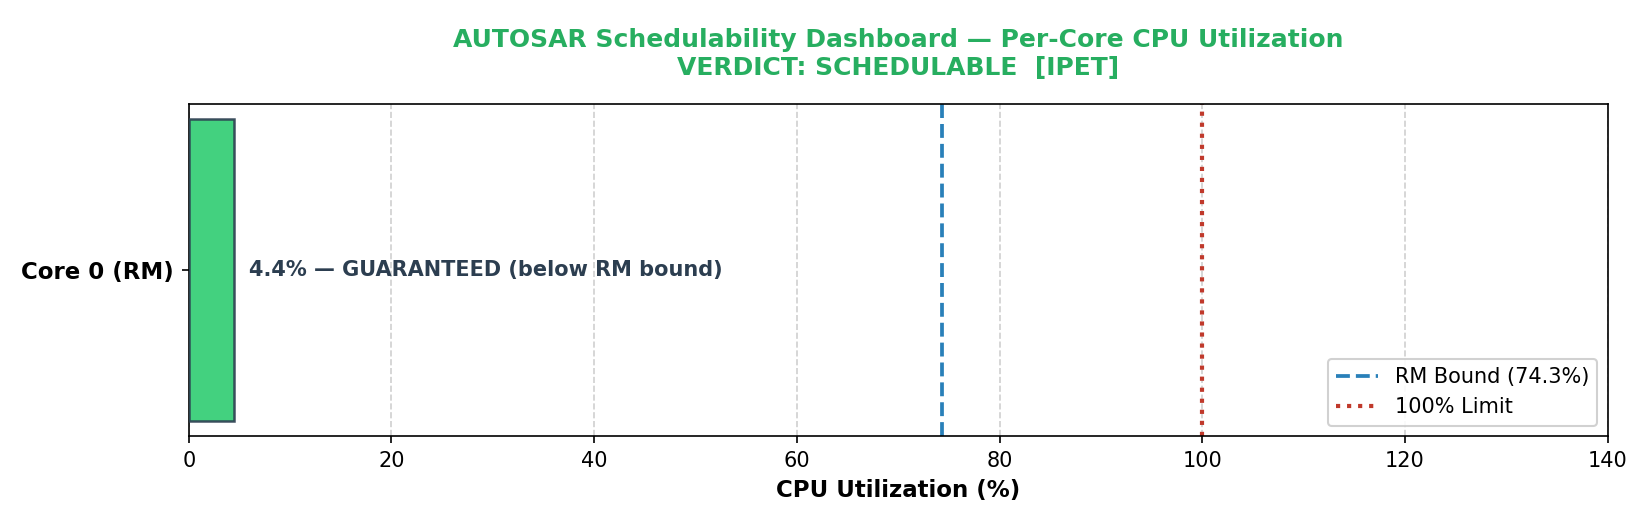 AUTOSAR Schedulability Dashboard — Per-Core CPU Utilization
VERDICT: SCHEDULABLE  [IPET]
Core 0 (RM)
4.4% — GUARANTEED (below RM bound)
RM Bound (74.3%)
100% Limit
0 20 40 60 80 100 120 140
CPU Utilization (%)